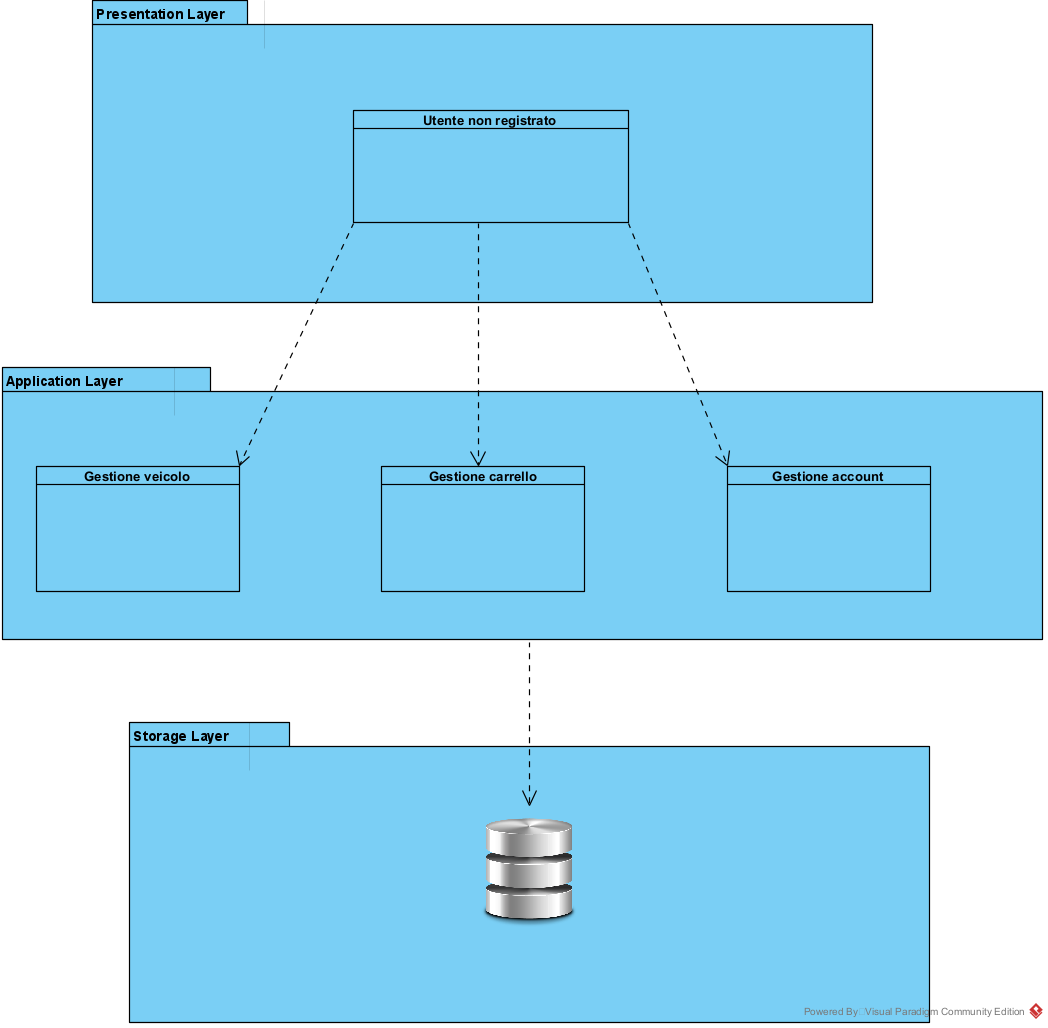 Presentation Layer
Utente non registrato
Application Layer
Gestione veicolo
Gestione carrello
Gestione account
Storage Layer
Powered By: Visual Paradigm Community Edition